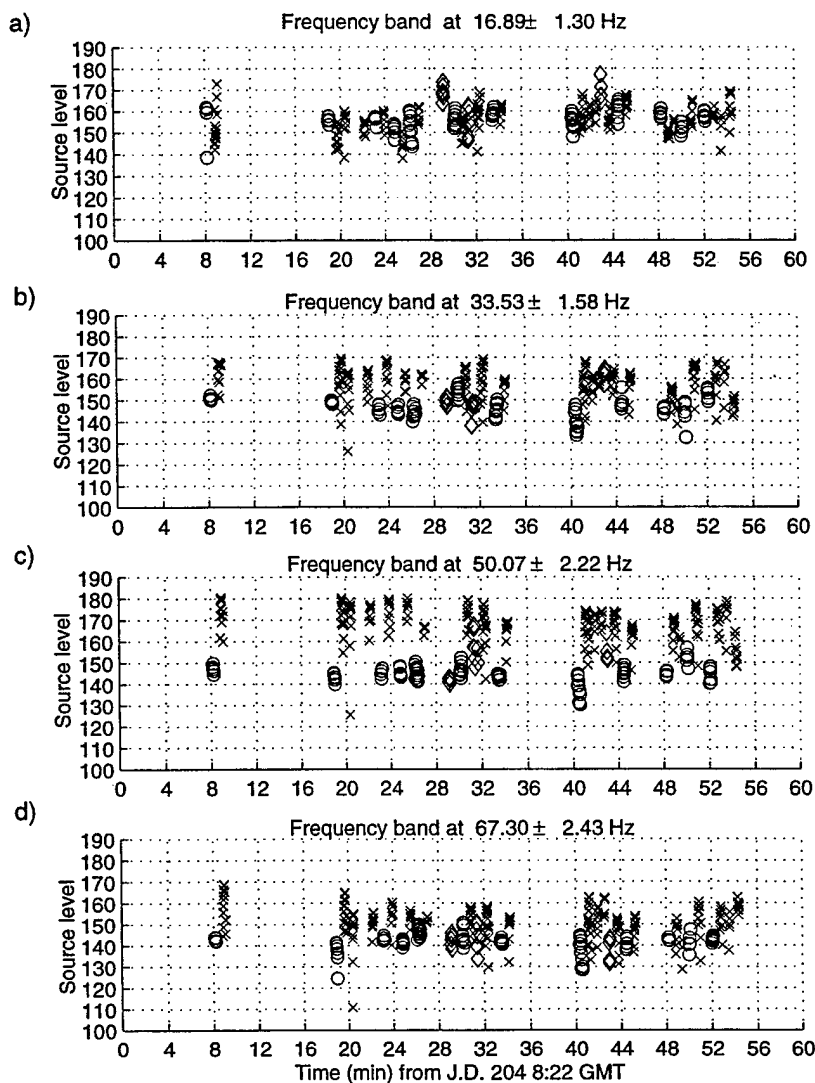 a)
Frequency band at 16.89± 1.30 Hz
190
180
170
160
150
140
130
120
110
100
Source level
0 4 8 12 16 20 24 28 32 36 40 44 48 52 56 60
b)
Frequency band at 33.53± 1.58 Hz
190
180
170
160
150
140
130
120
110
100
Source level
0 4 8 12 16 20 24 28 32 36 40 44 48 52 56 60
c)
Frequency band at 50.07± 2.22 Hz
190
180
170
160
150
140
130
120
110
100
Source level
0 4 8 12 16 20 24 28 32 36 40 44 48 52 56 60
d)
Frequency band at 67.30± 2.43 Hz
190
180
170
160
150
140
130
120
110
100
Source level
0 4 8 12 16 20 24 28 32 36 40 44 48 52 56 60
Time (min) from J.D. 204 8:22 GMT